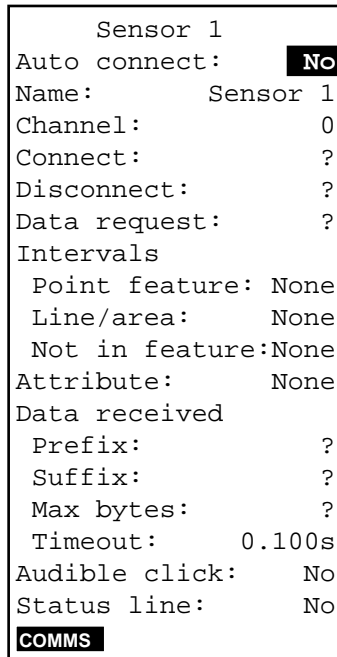 Sensor 1
Auto connect: No
Name: Sensor 1
Channel: 0
Connect: ?
Disconnect: ?
Data request: ?
Intervals
Point feature: None
Line/area: None
Not in feature:None
Attribute: None
Data received
Prefix: ?
Suffix: ?
Max bytes: ?
Timeout: 0.100s
Audible click: No
Status line: No
COMMS